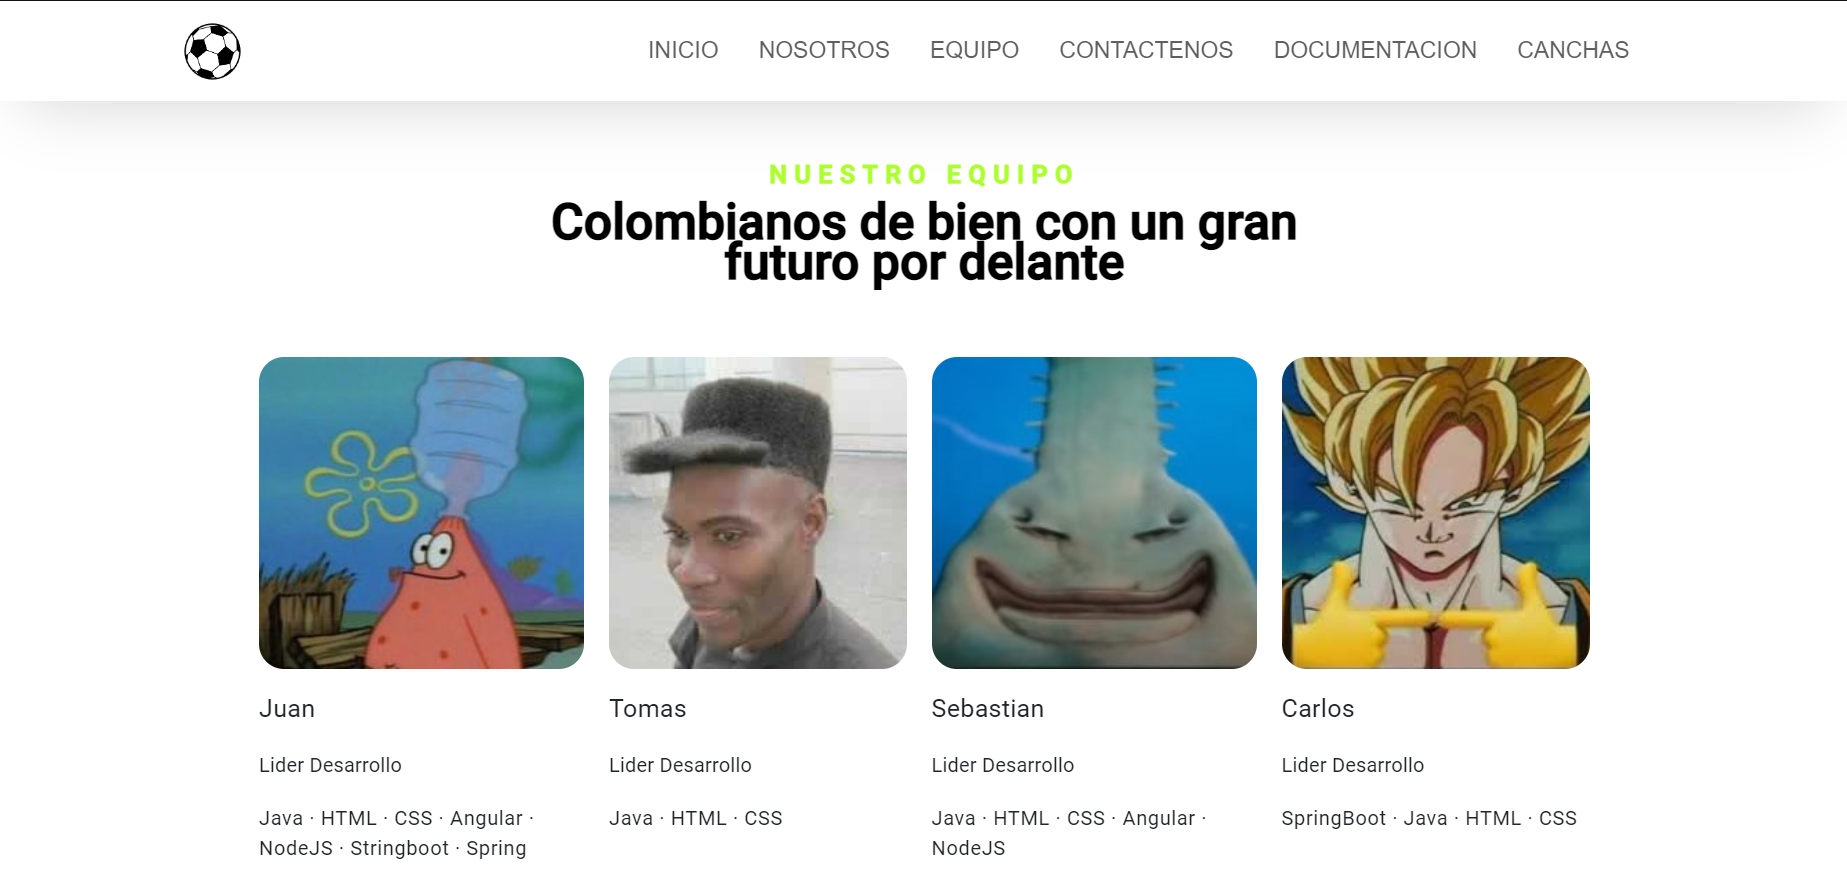 INICIO NOSOTROS EQUIPO CONTACTENOS DOCUMENTACION CANCHAS
NUESTRO EQUIPO
Colombianos de bien con un gran
futuro por delante
Juan
Lider Desarrollo
Java · HTML · CSS · Angular ·
NodeJS · Stringboot · Spring
Tomas
Lider Desarrollo
Java · HTML · CSS
Sebastian
Lider Desarrollo
Java · HTML · CSS · Angular ·
NodeJS
Carlos
Lider Desarrollo
SpringBoot · Java · HTML · CSS